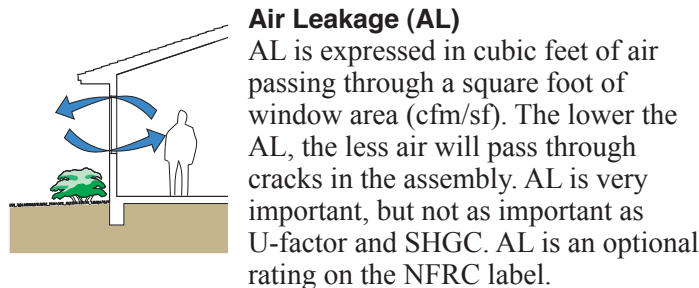 Air Leakage (AL)
AL is expressed in cubic feet of air
passing through a square foot of
window area (cfm/sf). The lower the
AL, the less air will pass through
cracks in the assembly. AL is very
important, but not as important as
U-factor and SHGC. AL is an optional
rating on the NFRC label.